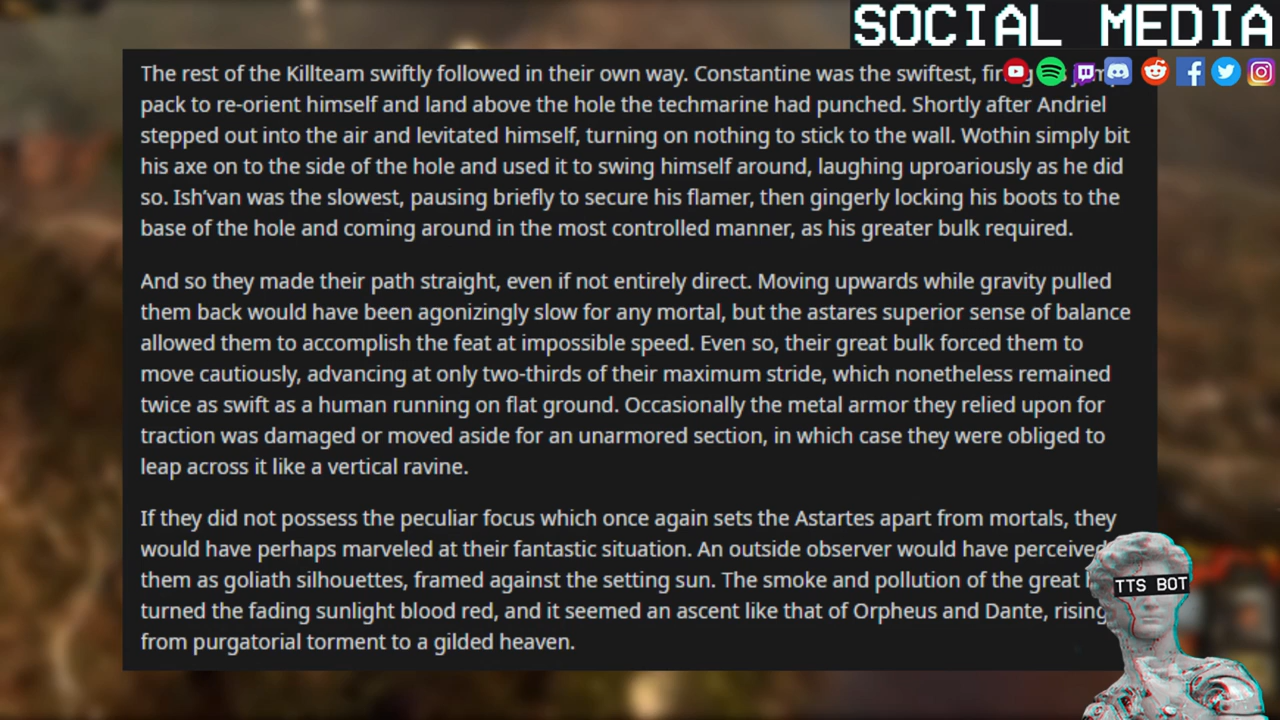 SOCIAL MEDIA
The rest of the Killteam swiftly followed in their own way. Constantine was the swiftest,
pack to re-orient himself and land above the hole the techmarine had punched. Shortly after Andriel
stepped out into the air and levitated himself, turning on nothing to stick to the wall. Wothin simply bit
his axe on to the side of the hole and used it to swing himself around, laughing uproariously as he did
so. Ish’van was the slowest, pausing briefly to secure his flamer, then gingerly locking his boots to the
base of the hole and coming around in the most controlled manner, as his greater bulk required.
And so they made their path straight, even if not entirely direct. Moving upwards while gravity pulled
them back would have been agonizingly slow for any mortal, but the astares superior sense of balance
allowed them to accomplish the feat at impossible speed. Even so, their great bulk forced them to
move cautiously, advancing at only two-thirds of their maximum stride, which nonetheless remained
twice as swift as a human running on flat ground. Occasionally the metal armor they relied upon for
traction was damaged or moved aside for an unarmored section, in which case they were obliged to
leap across it like a vertical ravine.
If they did not possess the peculiar focus which once again sets the Astartes apart from mortals, they
would have perhaps marveled at their fantastic situation. An outside observer would have perceived
them as goliath silhouettes, framed against the setting sun. The smoke and pollution of the great
turned the fading sunlight blood red, and it seemed an ascent like that of Orpheus and Dante, rising
from purgatorial torment to a gilded heaven.
TTS BOT